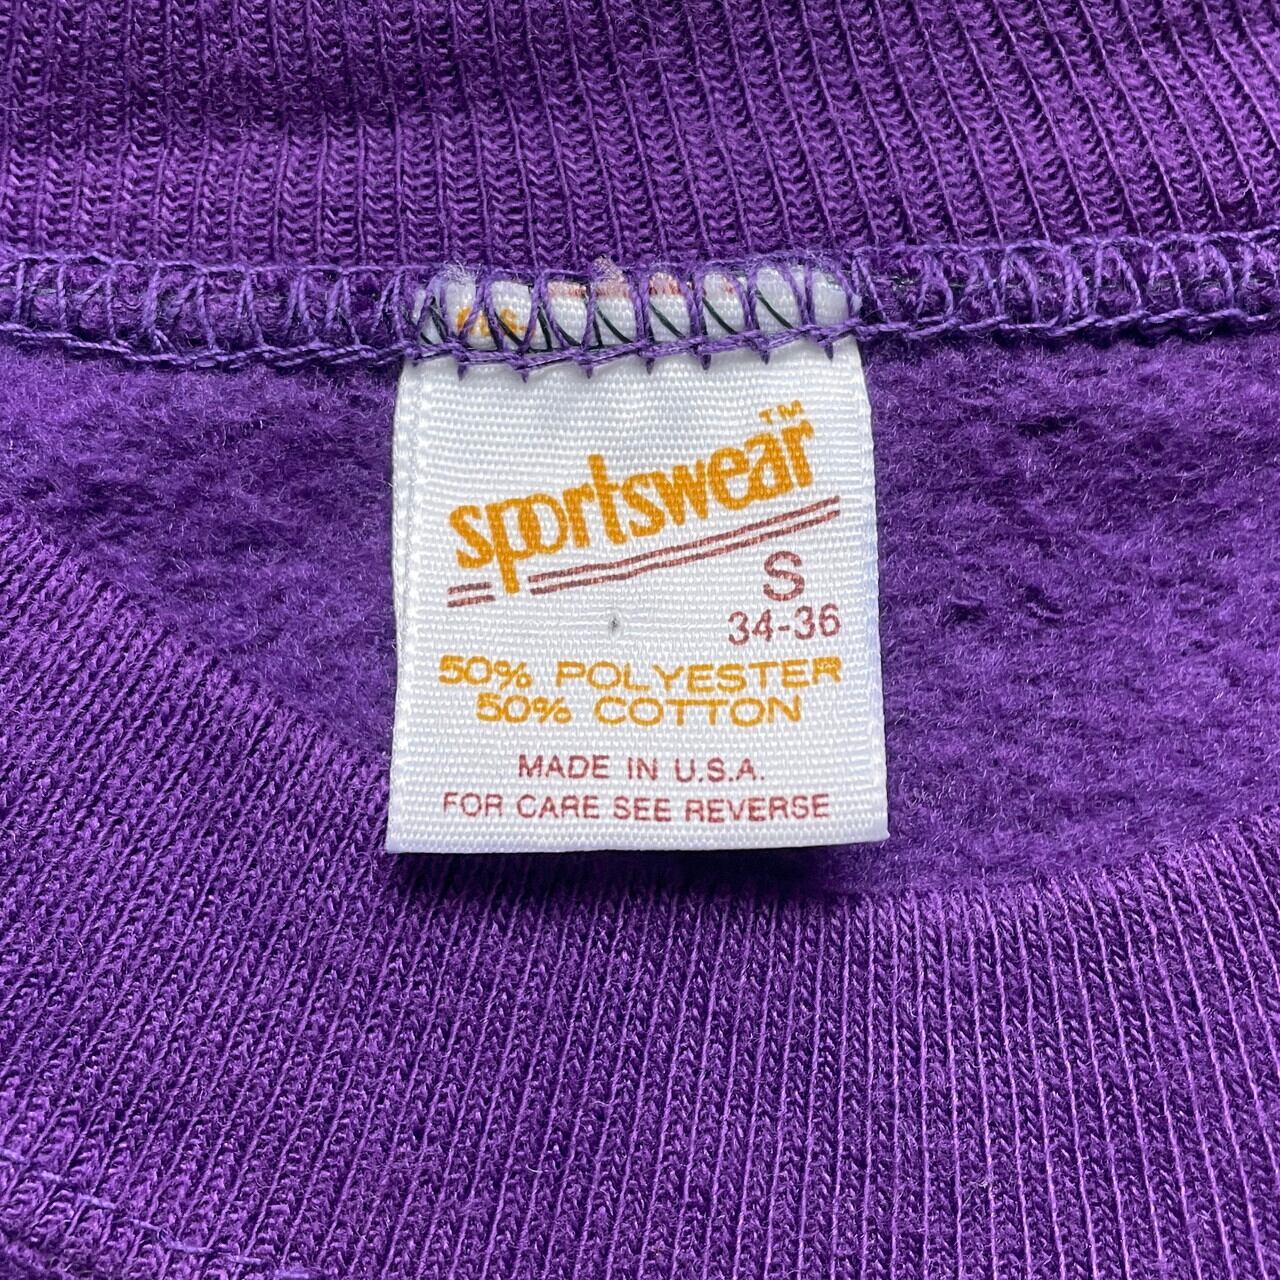 sportswear™
S
34-36
50% POLYESTER
50% COTTON
MADE IN U.S.A.
FOR CARE SEE REVERSE